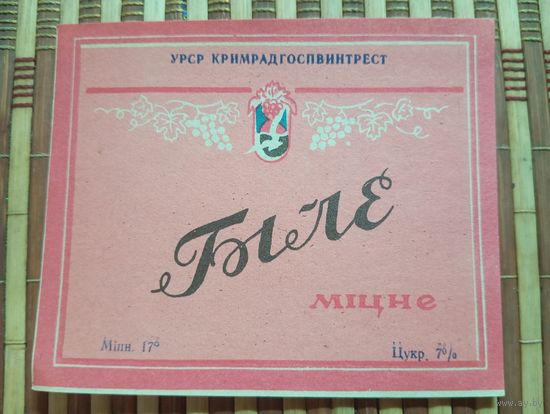 УРСР КРИМРАДГОСПВИНТРЕСТ
Біле
міцне
Міцн. 17°
Цукр. 7%